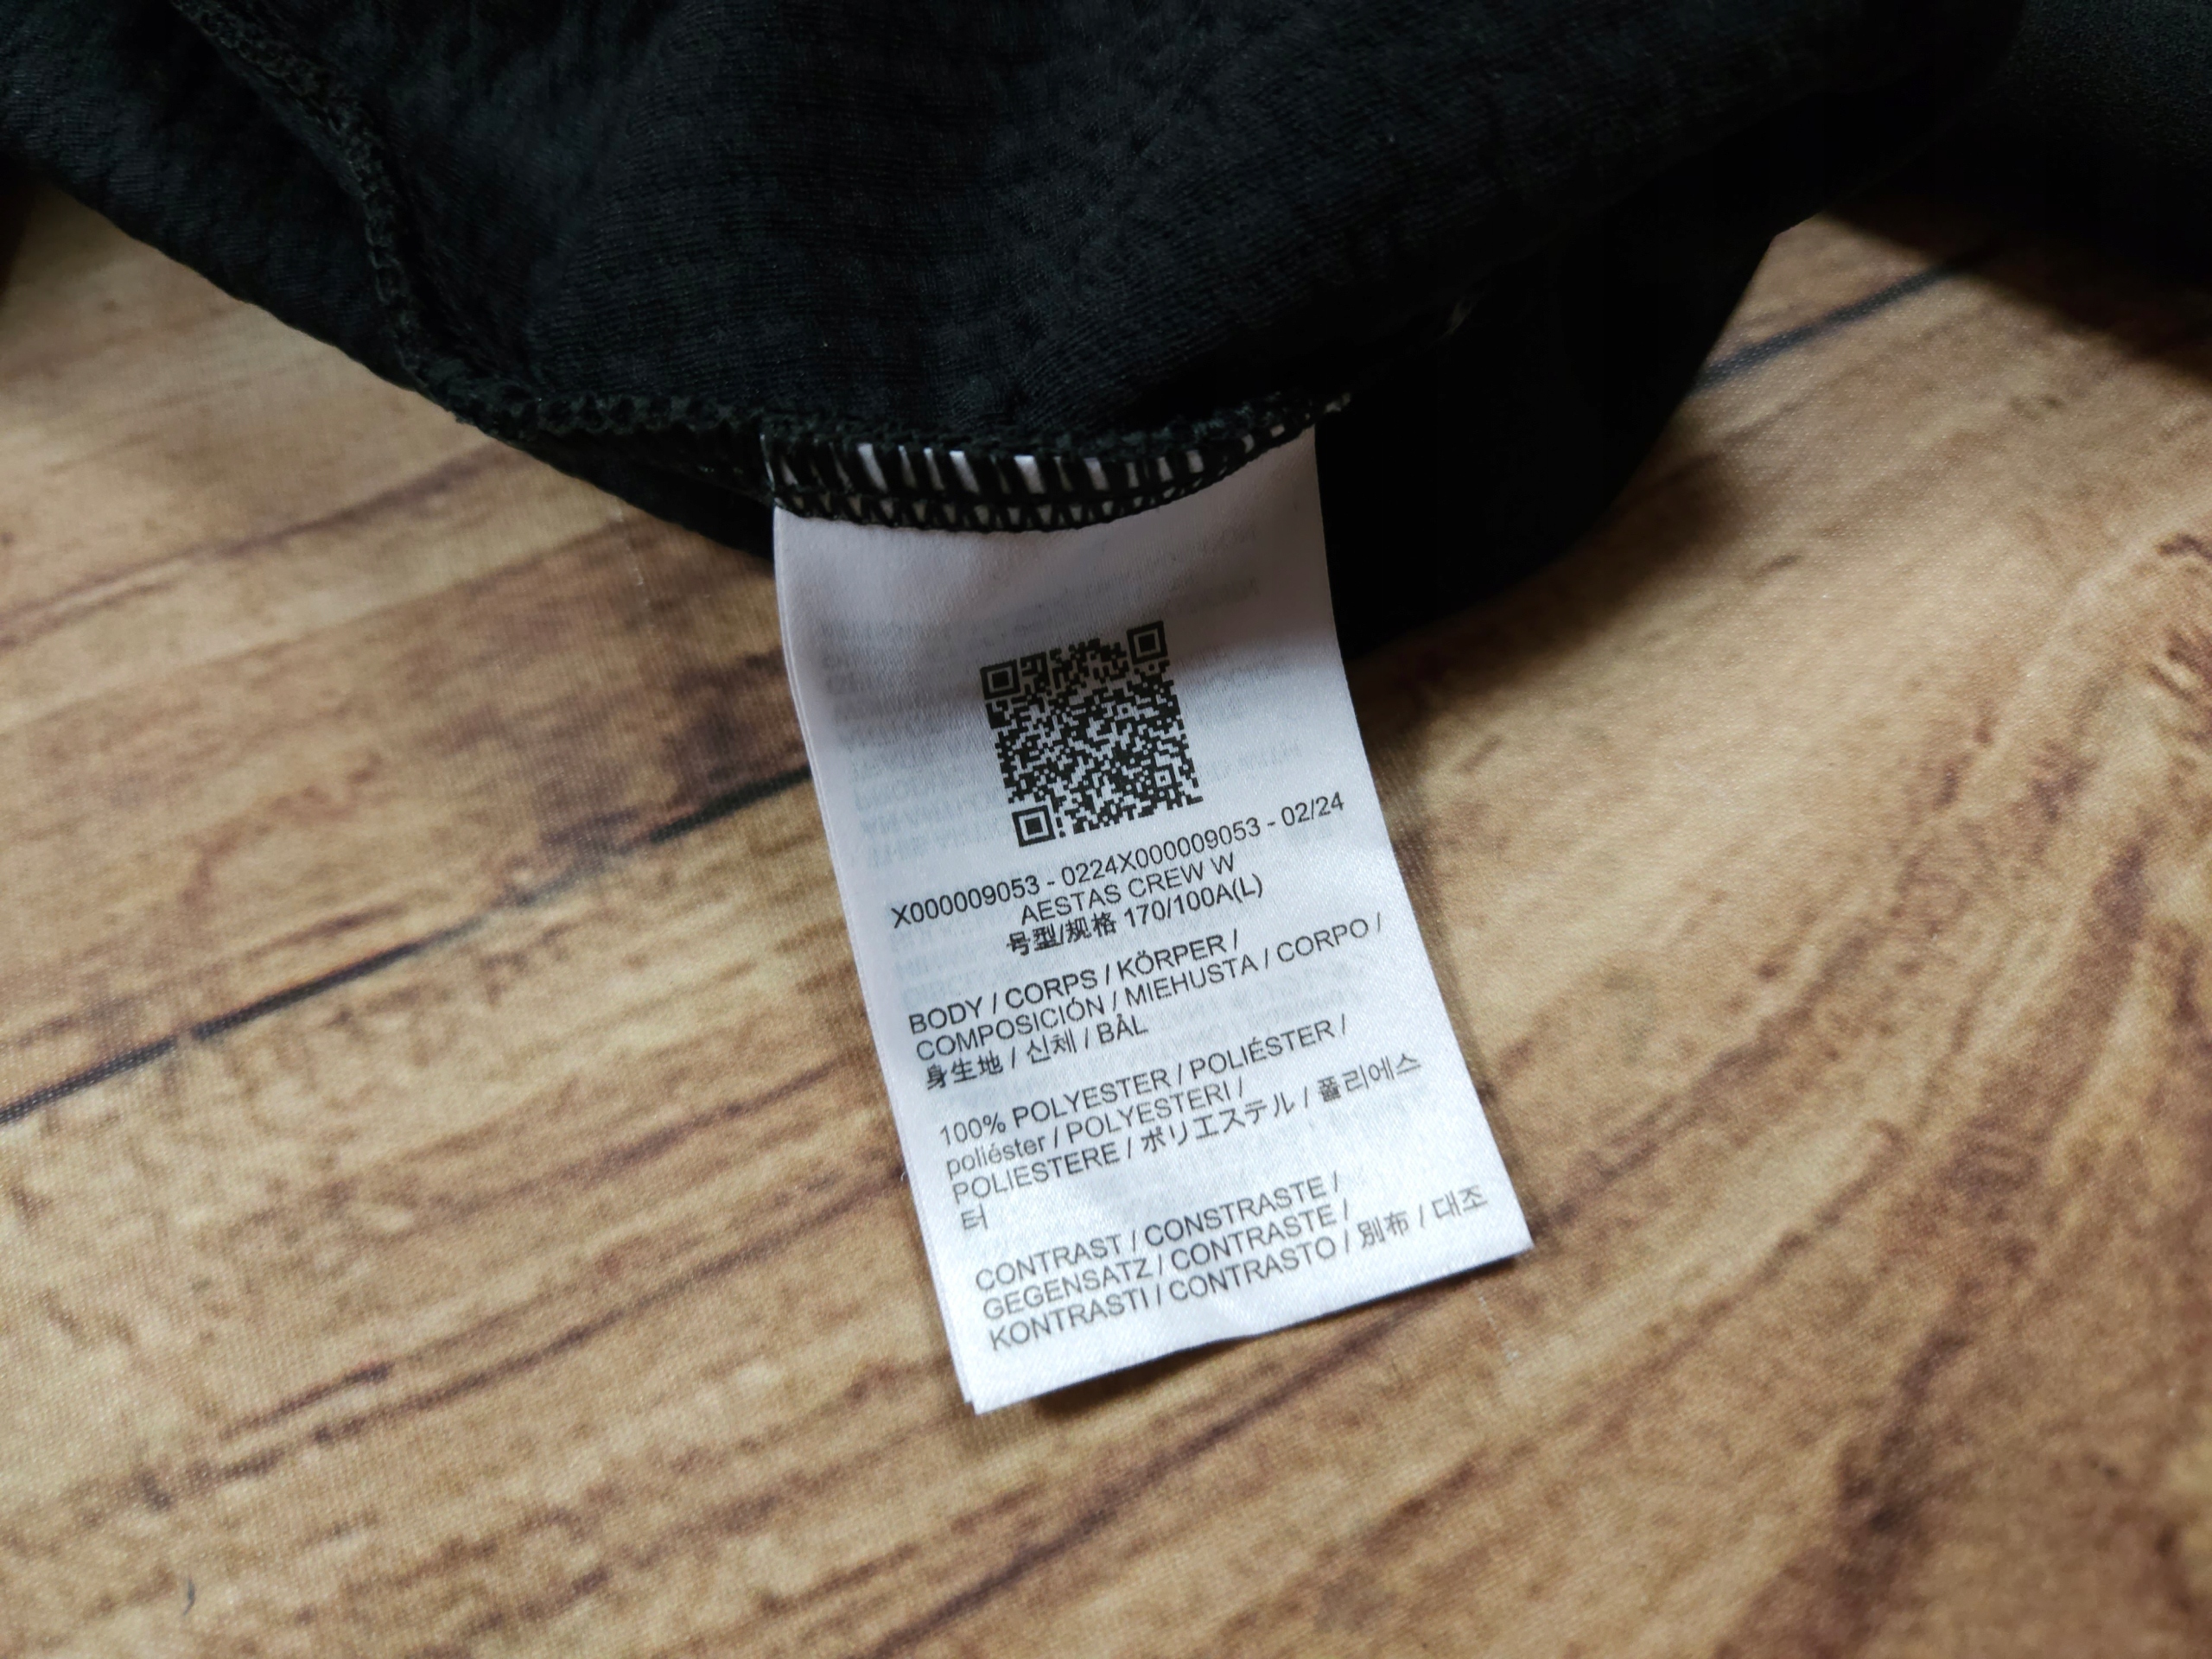 X000009053 - 0224X000009053 - 02/24
AESTAS CREW W
号型/规格 170/100A(L)
BODY / CORPS / KÖRPER /
COMPOSICIÓN / MIEHUSTA / CORPO /
身生地 / 신체 / BÅL
100% POLYESTER / POLIÉSTER /
poliéster / POLYESTERI /
POLIESTERE / ポリエステル / 폴리에스
터
CONTRAST / CONSTRASTE /
GEGENSATZ / CONTRASTE /
KONTRASTI / CONTRASTO / 別布 / 대조